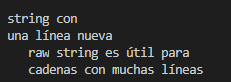 string con
una línea nueva
raw string es útil para
cadenas con muchas líneas